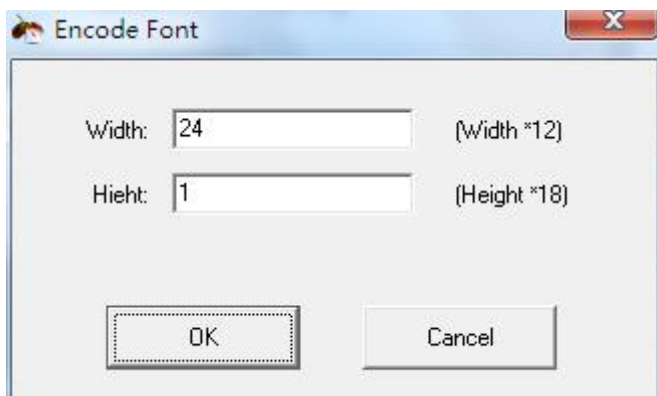 Encode Font
Width: 24 (Width *12)
Hieht: 1 (Height *18)
OK Cancel